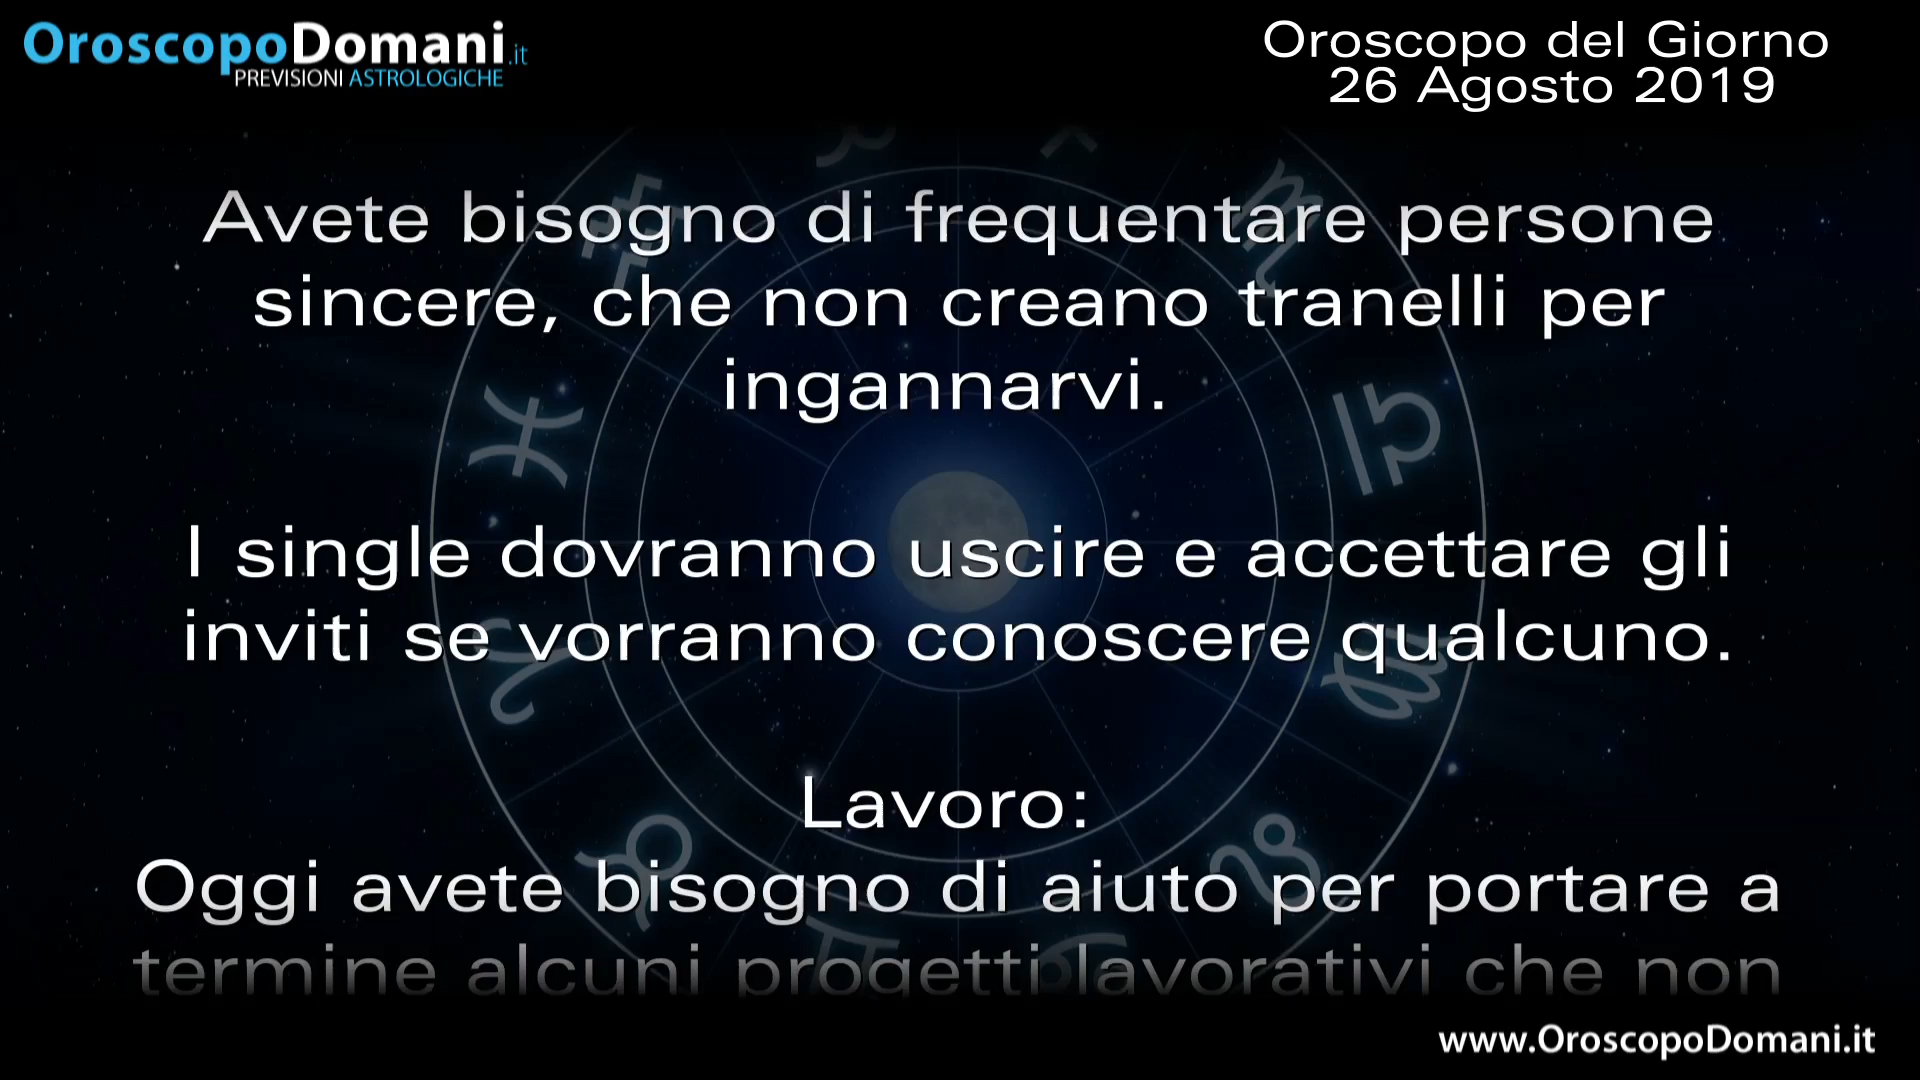 OroscopoDomani.it
PREVISIONI ASTROLOGICHE
Oroscopo del Giorno
26 Agosto 2019
Avete bisogno di frequentare persone
sincere, che non creano tranelli per
ingannarvi.
I single dovranno uscire e accettare gli
inviti se vorranno conoscere qualcuno.
Lavoro:
Oggi avete bisogno di aiuto per portare a
termine alcuni progetti lavorativi che non
www.OroscopoDomani.it